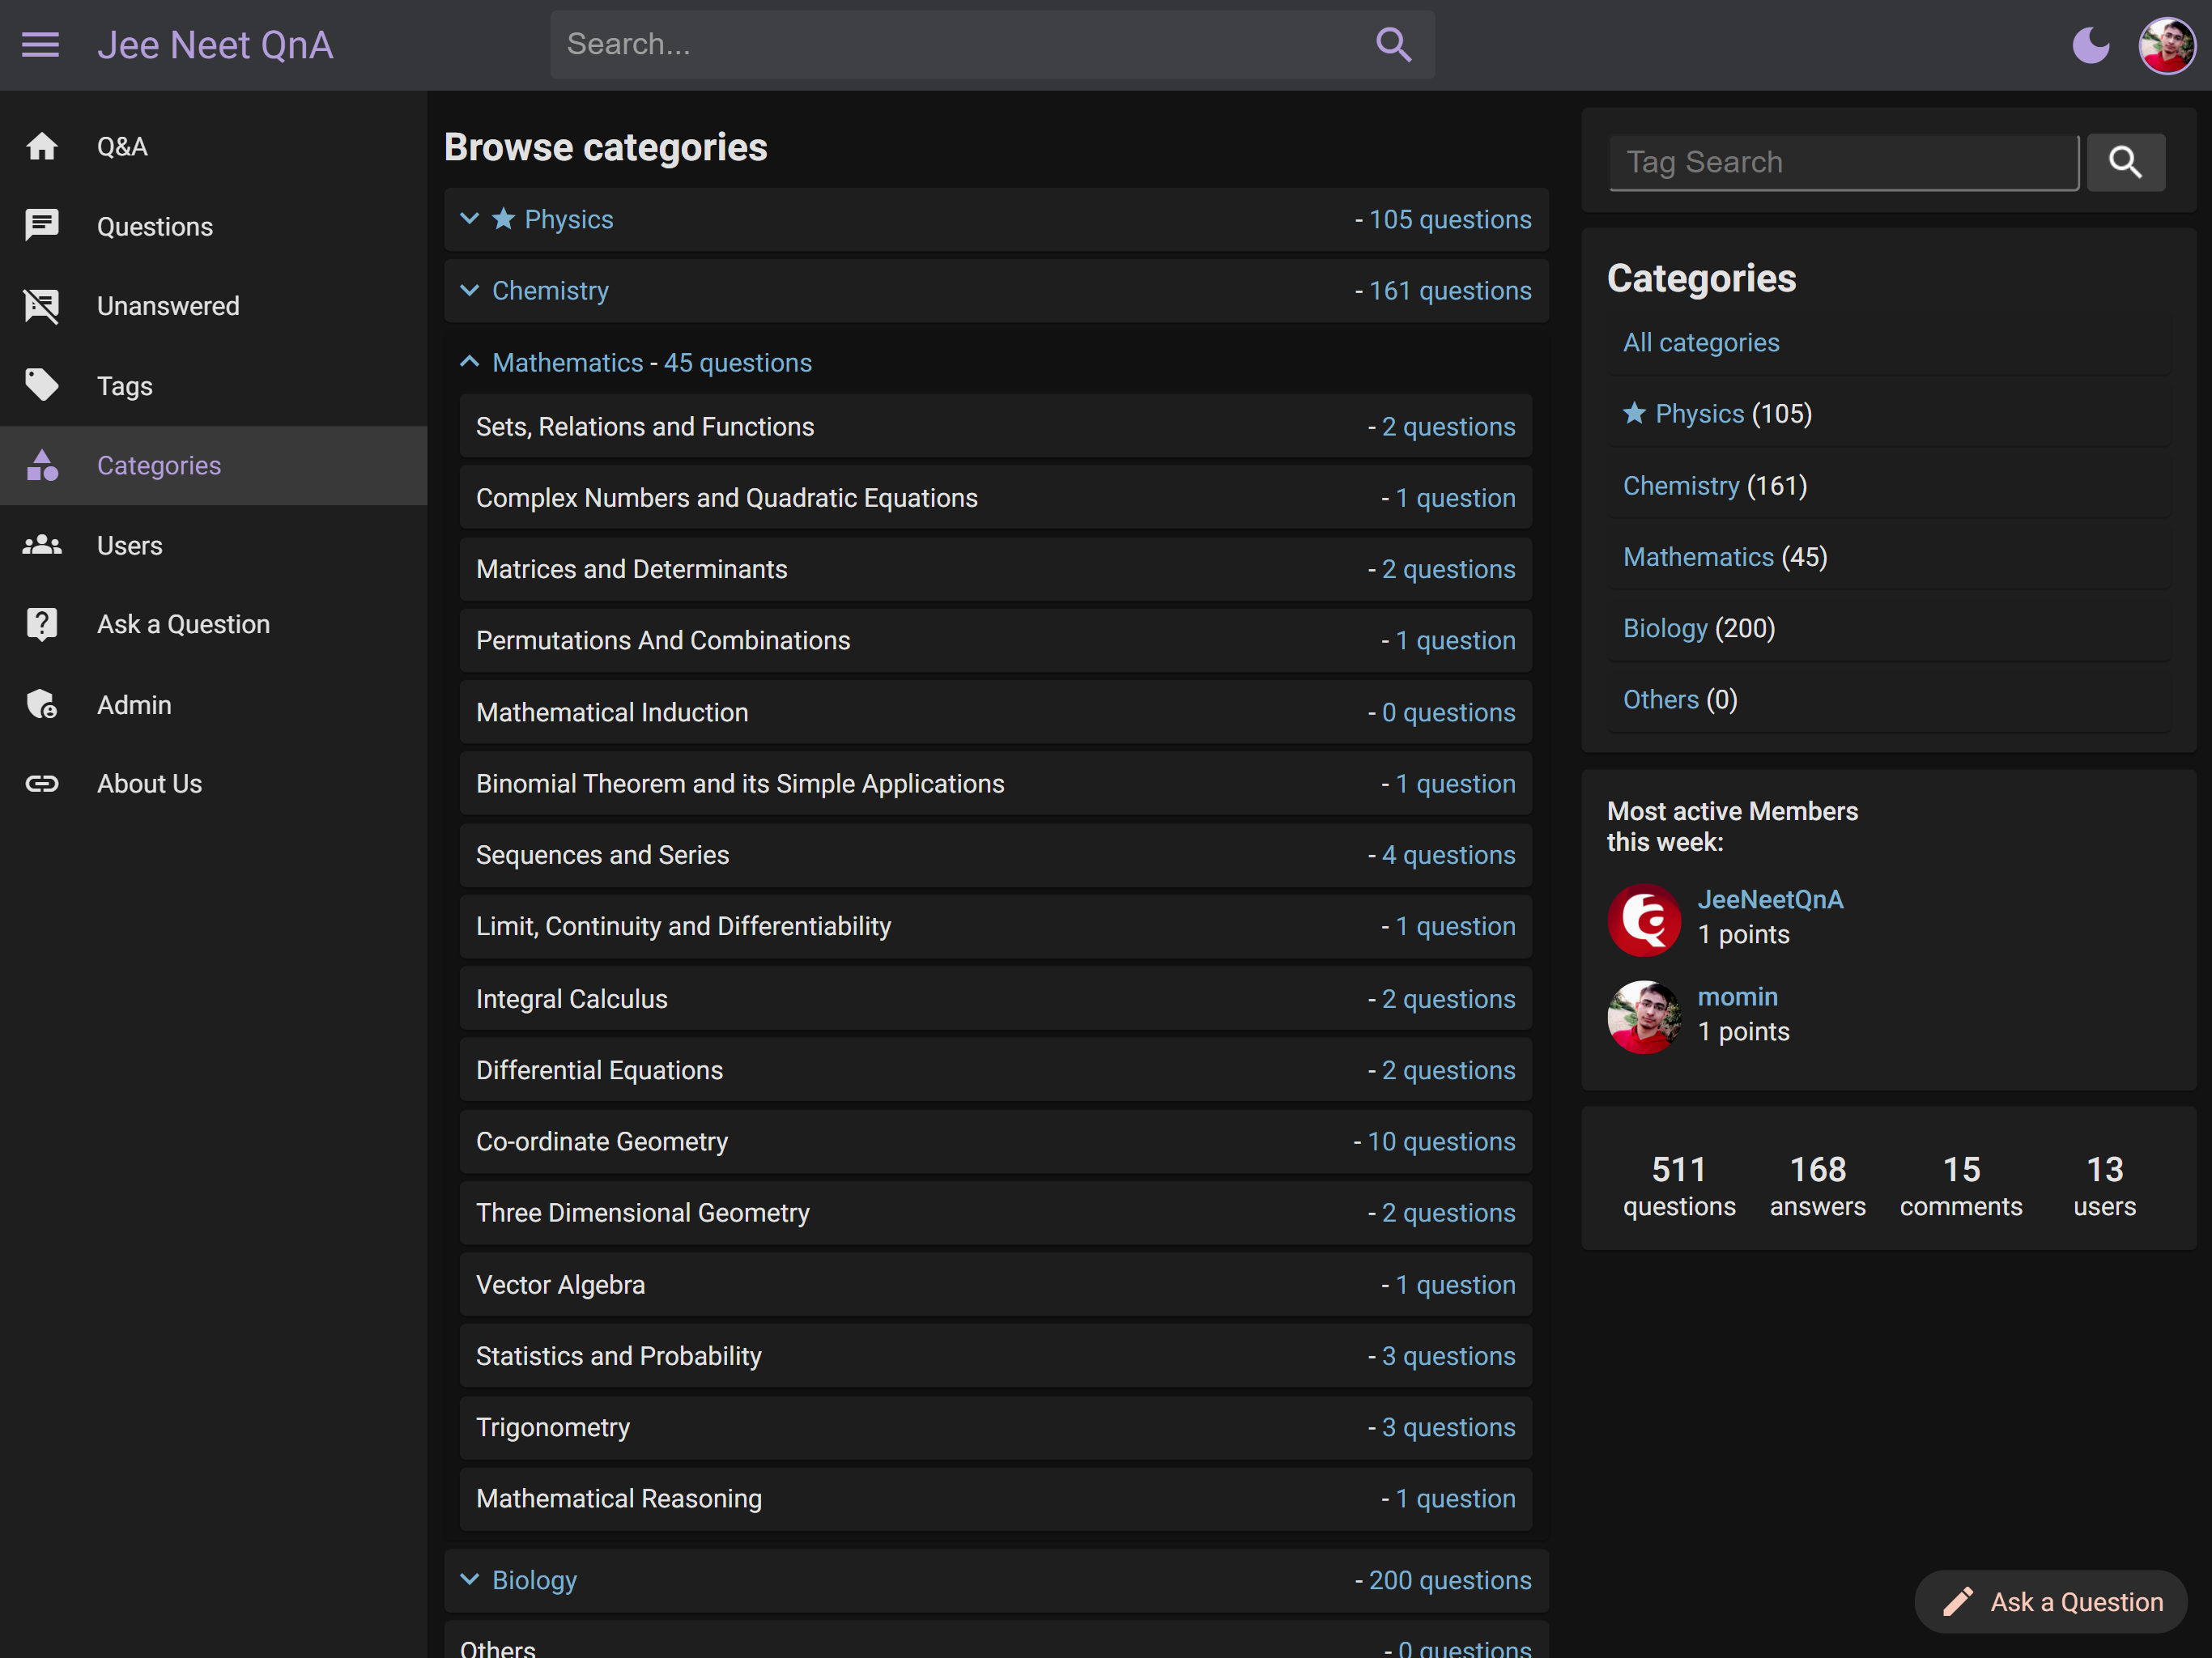 Jee Neet QnA
Search...
Q&A
Questions
Unanswered
Tags
Categories
Users
Ask a Question
Admin
About Us
Browse categories
Physics - 105 questions
Chemistry - 161 questions
Mathematics - 45 questions
Sets, Relations and Functions - 2 questions
Complex Numbers and Quadratic Equations - 1 question
Matrices and Determinants - 2 questions
Permutations And Combinations - 1 question
Mathematical Induction - 0 questions
Binomial Theorem and its Simple Applications - 1 question
Sequences and Series - 4 questions
Limit, Continuity and Differentiability - 1 question
Integral Calculus - 2 questions
Differential Equations - 2 questions
Co-ordinate Geometry - 10 questions
Three Dimensional Geometry - 2 questions
Vector Algebra - 1 question
Statistics and Probability - 3 questions
Trigonometry - 3 questions
Mathematical Reasoning - 1 question
Biology - 200 questions
Others - 0 questions
Tag Search
Categories
All categories
Physics (105)
Chemistry (161)
Mathematics (45)
Biology (200)
Others (0)
Most active Members
this week:
JeeNeetQnA
1 points
momin
1 points
511 168 15 13
questions answers comments users
Ask a Question